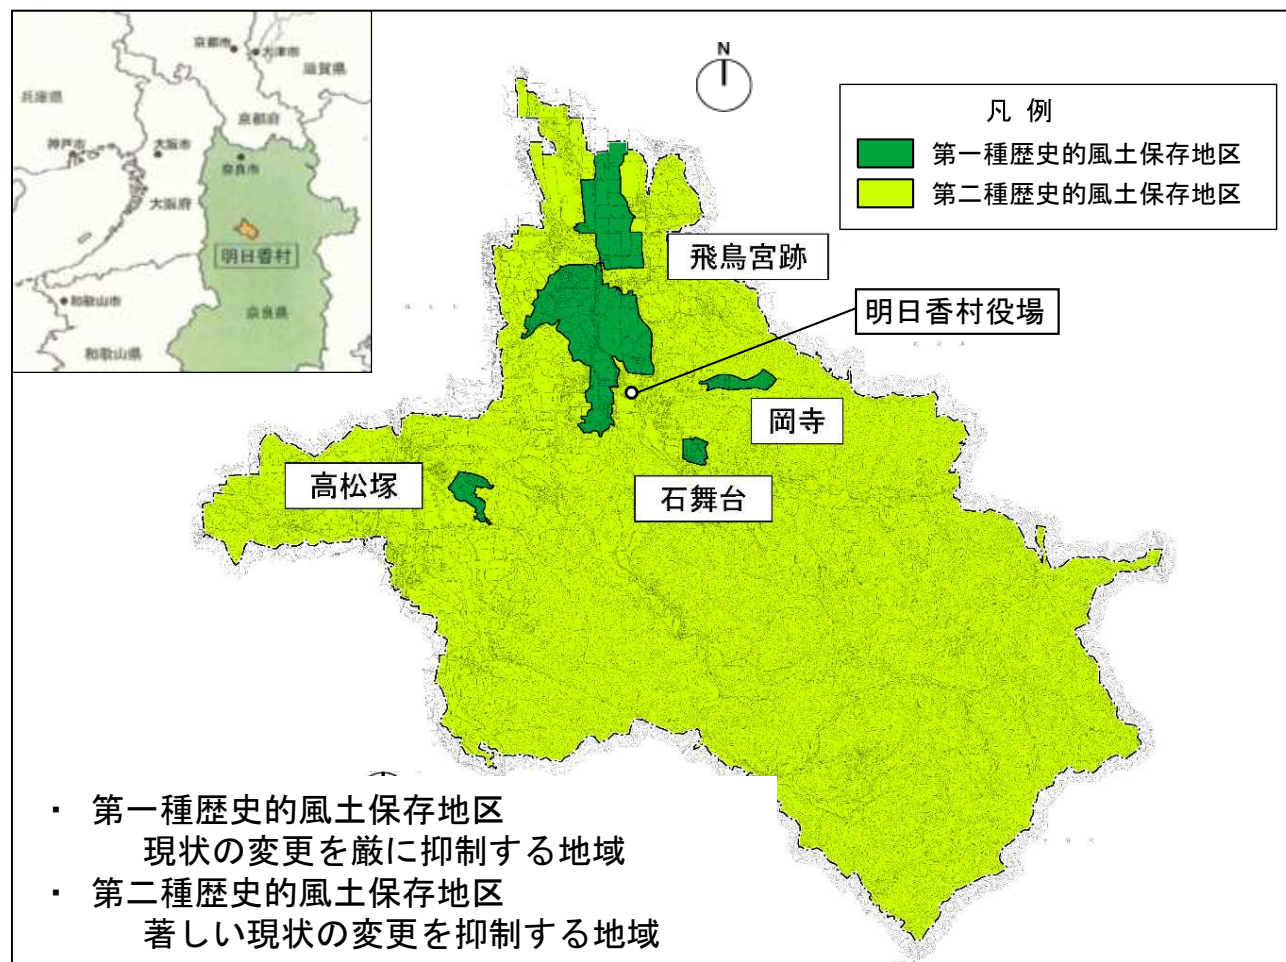 京都市
大津市
滋賀県
兵庫県
京都府
神戸市
大阪市
奈良市
大阪府
明日香村
和歌山市
奈良県
和歌山県
N
凡 例
第一種歴史的風土保存地区
第二種歴史的風土保存地区
飛鳥宮跡
明日香村役場
岡寺
高松塚
石舞台
・ 第一種歴史的風土保存地区
現状の変更を厳に抑制する地域
・ 第二種歴史的風土保存地区
著しい現状の変更を抑制する地域